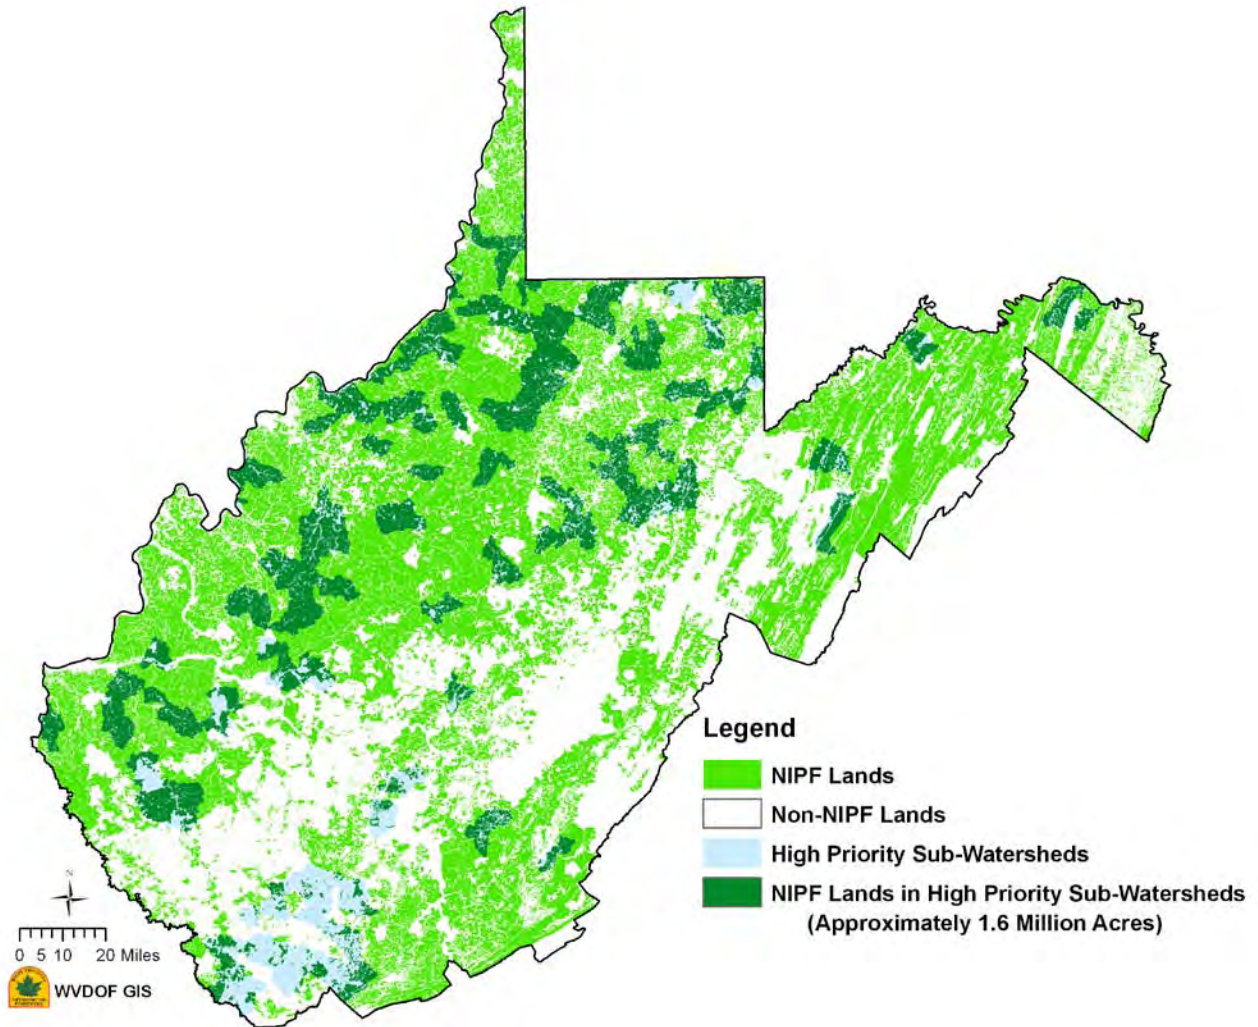 Legend
NIPF Lands
Non-NIPF Lands
High Priority Sub-Watersheds
NIPF Lands in High Priority Sub-Watersheds
(Approximately 1.6 Million Acres)
N
0 5 10 20 Miles
WVDOF GIS